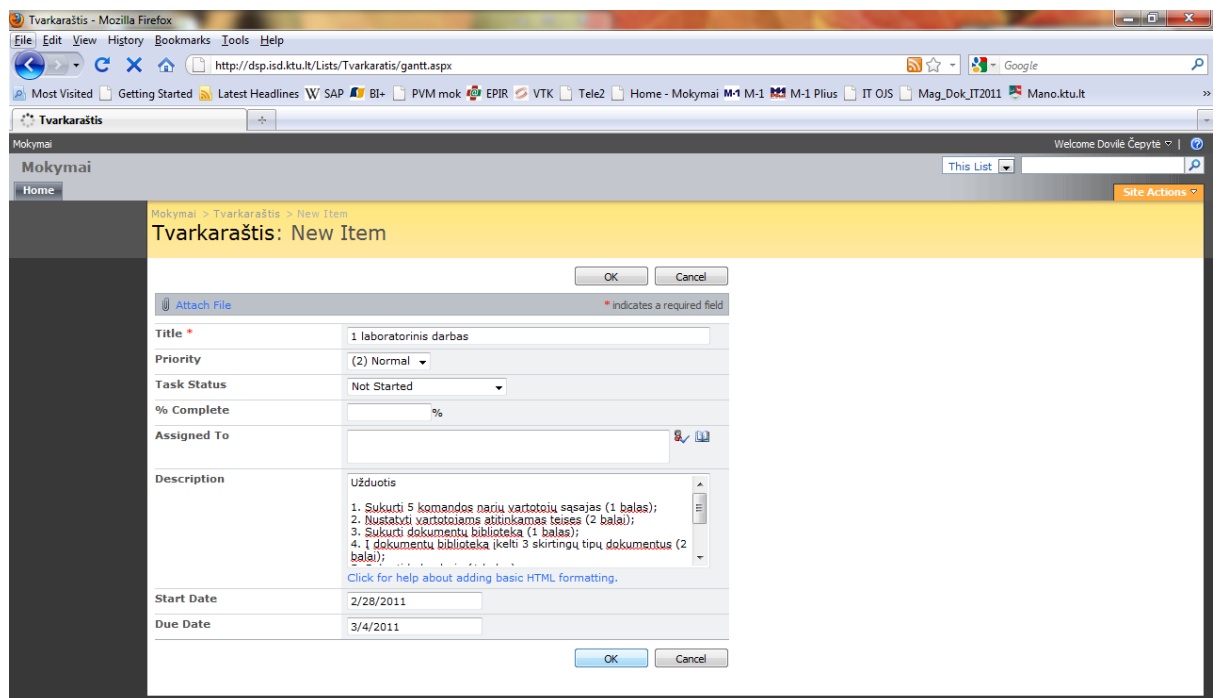 Tvarkaraštis - Mozilla Firefox
File Edit View History Bookmarks Tools Help
http://dsp.isd.ktu.lt/Lists/Tvarkaratis/gantt.aspx Google
Most Visited Getting Started Latest Headlines SAP BI+ PVM mok EPIR VTK Tele2 Home - Mokymai M-1 M-1 Plius IT OJS Mag_Dok_IT2011 Mano.ktu.lt »
Tvarkaraštis
Mokymai Welcome Dovilė Čepytė |
Mokymai This List
Home Site Actions
Mokymai > Tvarkaraštis > New Item
Tvarkaraštis: New Item
OK Cancel
Attach File * indicates a required field
Title * 1 laboratorinis darbas
Priority (2) Normal
Task Status Not Started
% Complete %
Assigned To
Description Užduotis
1. Sukurti 5 komandos narių vartotojų sąsajas (1 balas);
2. Nustatyti vartotojams atitinkamas teises (2 balai);
3. Sukurti dokumentų biblioteką (1 balas);
4. Į dokumentų biblioteką įkelti 3 skirtingų tipų dokumentus (2
balai);
Click for help about adding basic HTML formatting.
Start Date 2/28/2011
Due Date 3/4/2011
OK Cancel